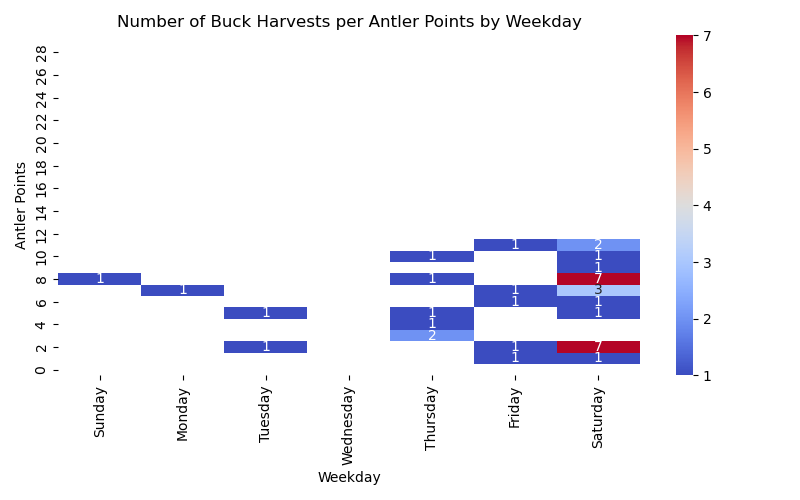 Number of Buck Harvests per Antler Points by Weekday
Antler Points
28
26
24
22
20
18
16
14
12
10
8
6
4
2
0
1 2
1 1
1
1 1 7
1 1 3
1 1
1 1 1
1
2
1 1 7
1 1
Sunday
Monday
Tuesday
Wednesday
Thursday
Friday
Saturday
Weekday
7
6
5
4
3
2
1